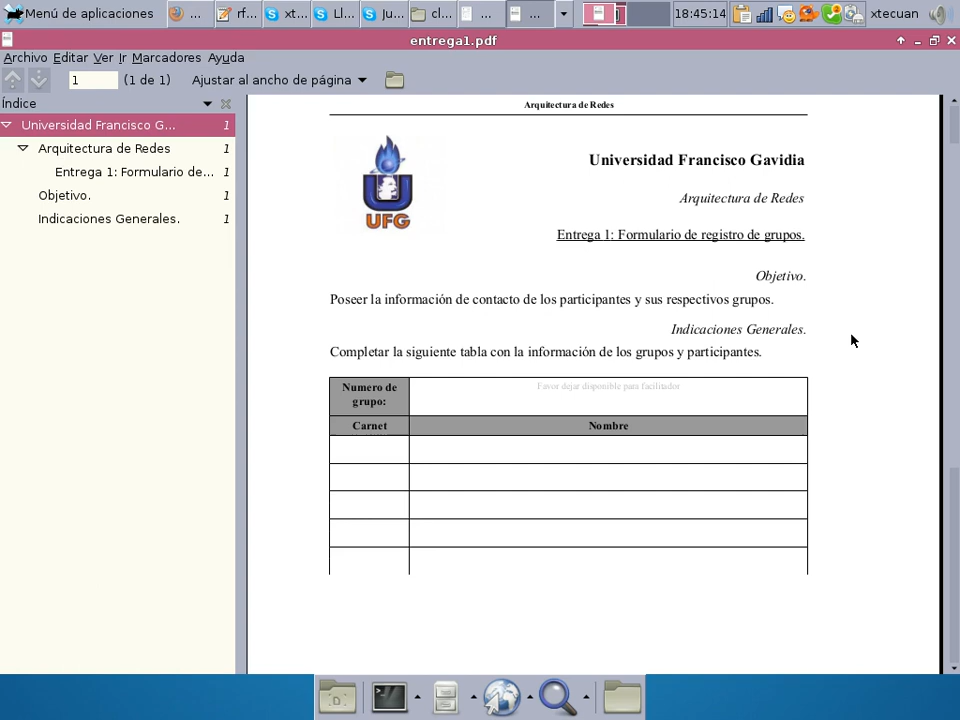 Menú de aplicaciones
...
rf...
xt...
Ll...
Ju...
cl...
...
...
18:45:14
xtecuan
entrega1.pdf
Archivo Editar Ver Ir Marcadores Ayuda
1 (1 de 1) Ajustar al ancho de página
Índice
Universidad Francisco G... 1
Arquitectura de Redes 1
Entrega 1: Formulario de... 1
Objetivo. 1
Indicaciones Generales. 1
Arquitectura de Redes
UFG
Universidad Francisco Gavidia
Arquitectura de Redes
Entrega 1: Formulario de registro de grupos.
Objetivo.
Poseer la información de contacto de los participantes y sus respectivos grupos.
Indicaciones Generales.
Completar la siguiente tabla con la información de los grupos y participantes.
Numero de
grupo:
Favor dejar disponible para facilitador
Carnet Nombre